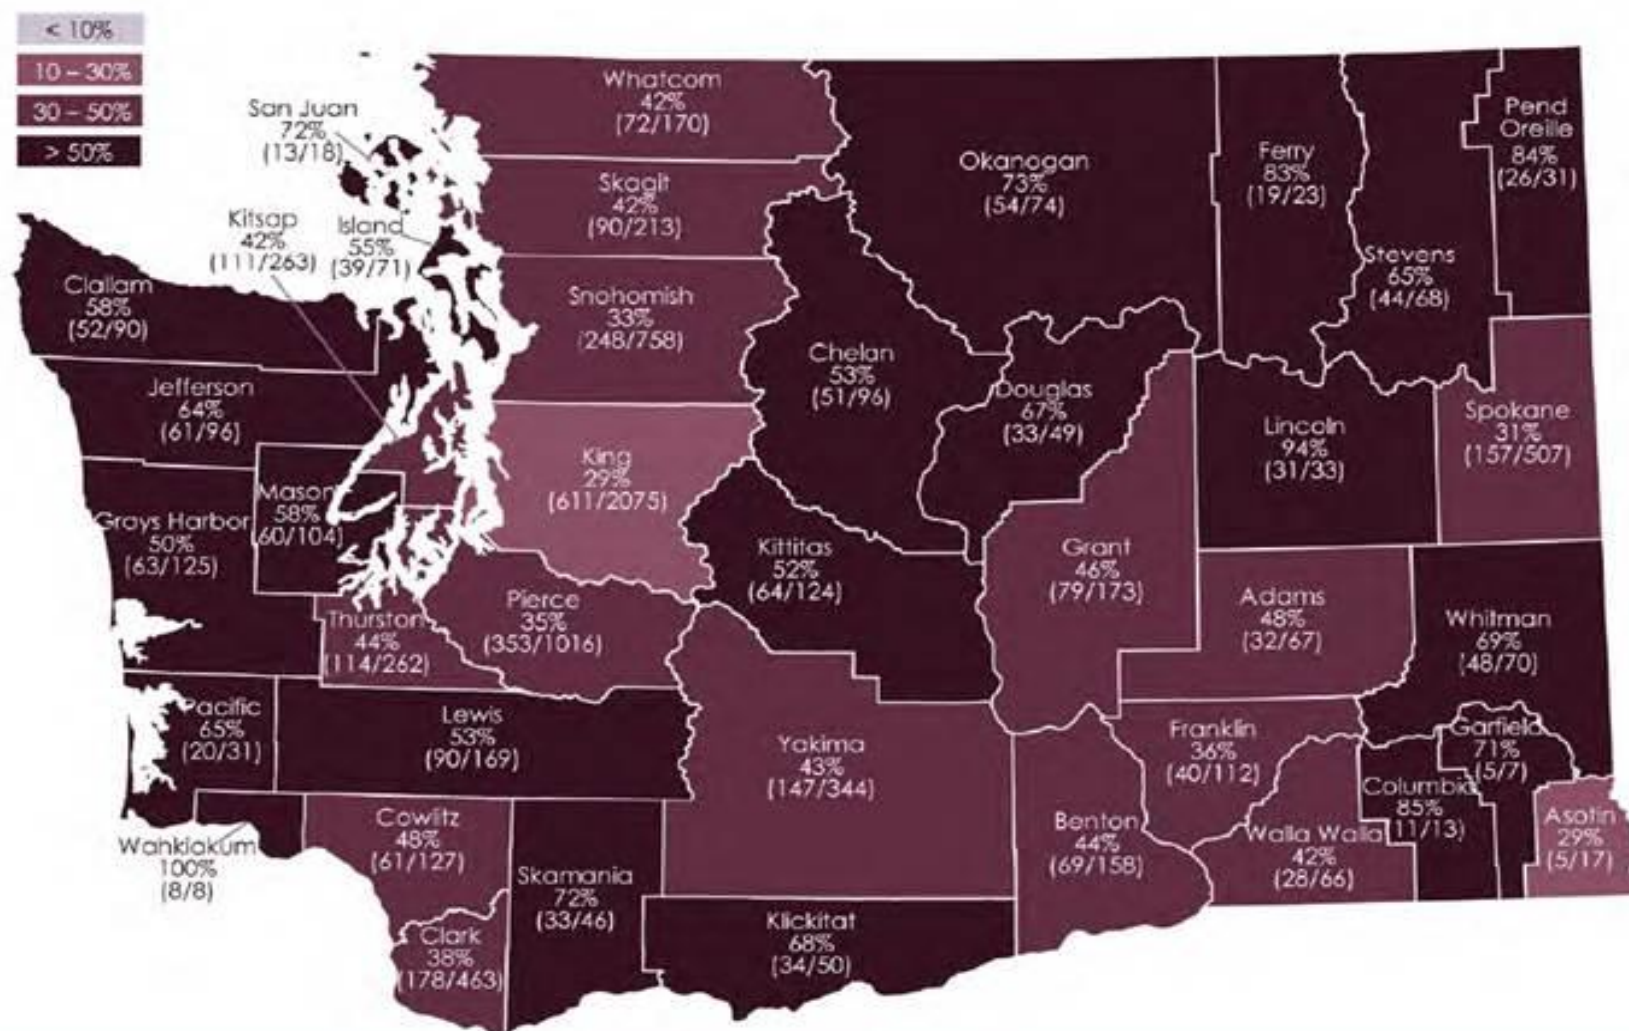 < 10%
10 – 30%
30 – 50%
> 50%
Whatcom
42%
(72/170)
San Juan
72%
(13/18)
Skagit
42%
(90/213)
Kitsap
42%
(111/263)
Island
55%
(39/71)
Okanogan
73%
(54/74)
Ferry
83%
(19/23)
Pend
Oreille
84%
(26/31)
Stevens
65%
(44/68)
Clallam
58%
(52/90)
Snohomish
33%
(248/758)
Chelan
53%
(51/96)
Jefferson
64%
(61/96)
Douglas
67%
(33/49)
Lincoln
94%
(31/33)
Spokane
31%
(157/507)
King
29%
(611/2075)
Mason
58%
(60/104)
Grays Harbor
50%
(63/125)
Kittitas
52%
(64/124)
Grant
46%
(79/173)
Adams
48%
(32/67)
Whitman
69%
(48/70)
Thurston
44%
(114/262)
Pierce
35%
(353/1016)
Pacific
65%
(20/31)
Lewis
53%
(90/169)
Yakima
43%
(147/344)
Franklin
36%
(40/112)
Garfield
71%
(5/7)
Columbia
85%
(11/13)
Asotin
29%
(5/17)
Wahkiakum
100%
(8/8)
Cowlitz
48%
(61/127)
Benton
44%
(69/158)
Walla Walla
42%
(28/66)
Skamania
72%
(33/46)
Klickitat
68%
(34/50)
Clark
38%
(178/463)